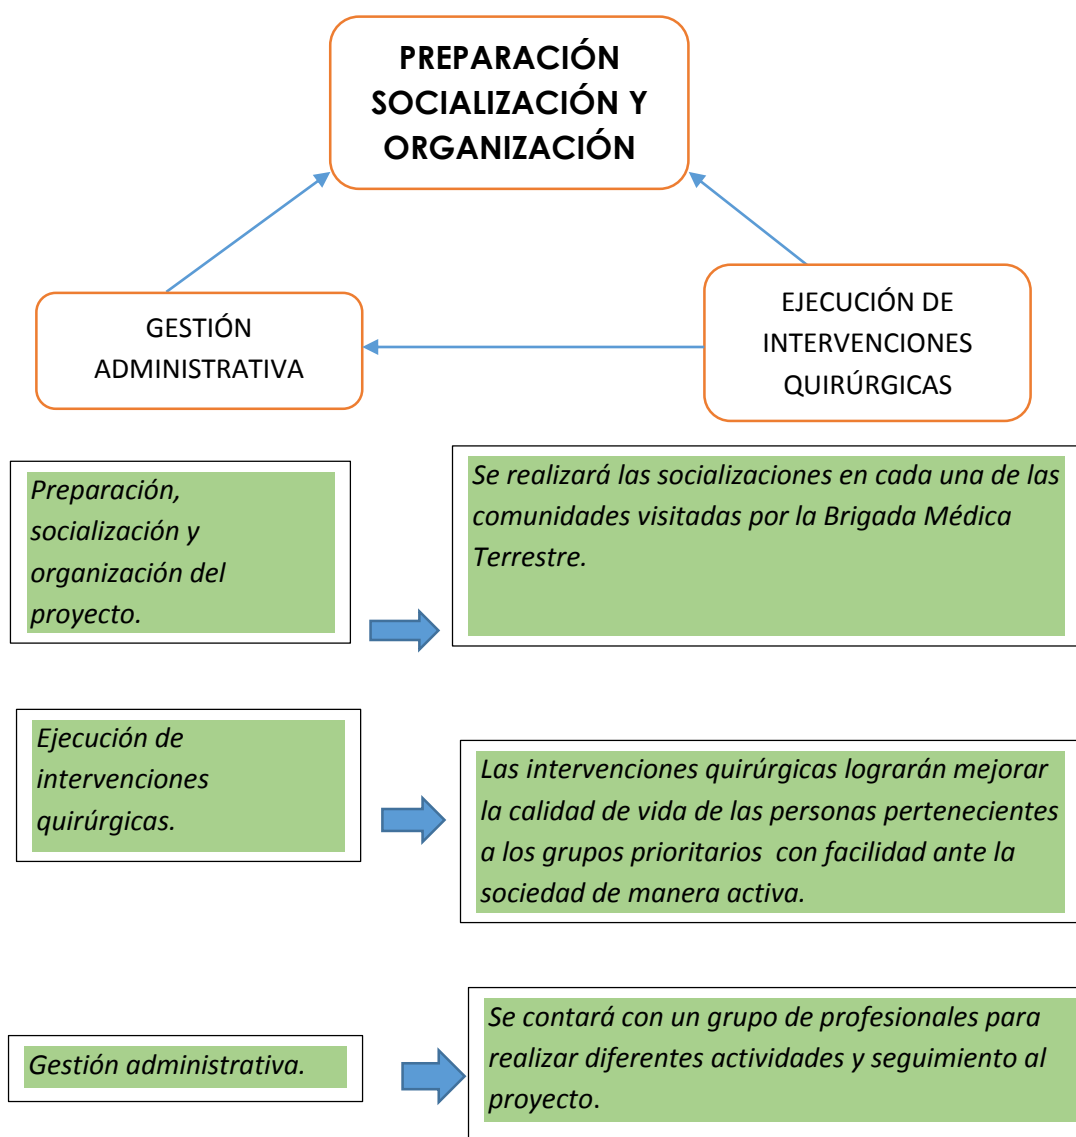 PREPARACIÓN
SOCIALIZACIÓN Y
ORGANIZACIÓN
GESTIÓN
ADMINISTRATIVA
EJECUCIÓN DE
INTERVENCIONES
QUIRÚRGICAS
Preparación,
socialización y
organización del
proyecto.
Se realizará las socializaciones en cada una de las
comunidades visitadas por la Brigada Médica
Terrestre.
Ejecución de
intervenciones
quirúrgicas.
Las intervenciones quirúrgicas lograrán mejorar
la calidad de vida de las personas pertenecientes
a los grupos prioritarios con facilidad ante la
sociedad de manera activa.
Gestión administrativa.
Se contará con un grupo de profesionales para
realizar diferentes actividades y seguimiento al
proyecto.